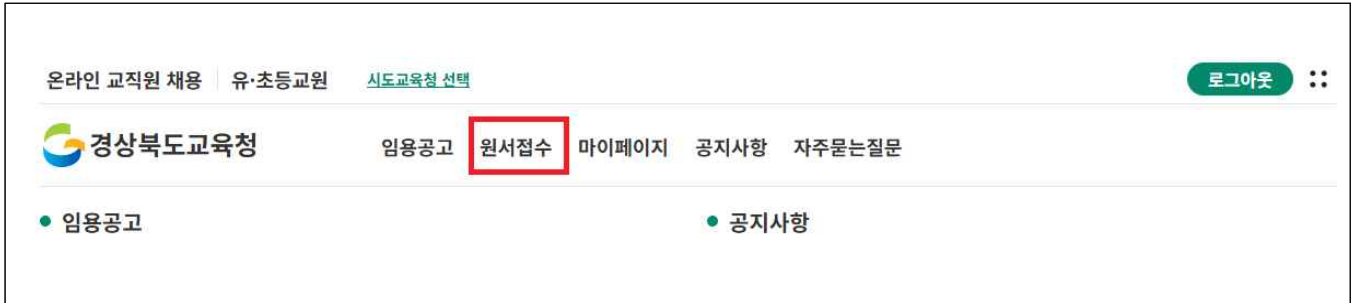 온라인 교직원 채용 유·초등교원 시도교육청 선택 로그아웃
경상북도교육청 임용공고 원서접수 마이페이지 공지사항 자주묻는질문
임용공고 공지사항